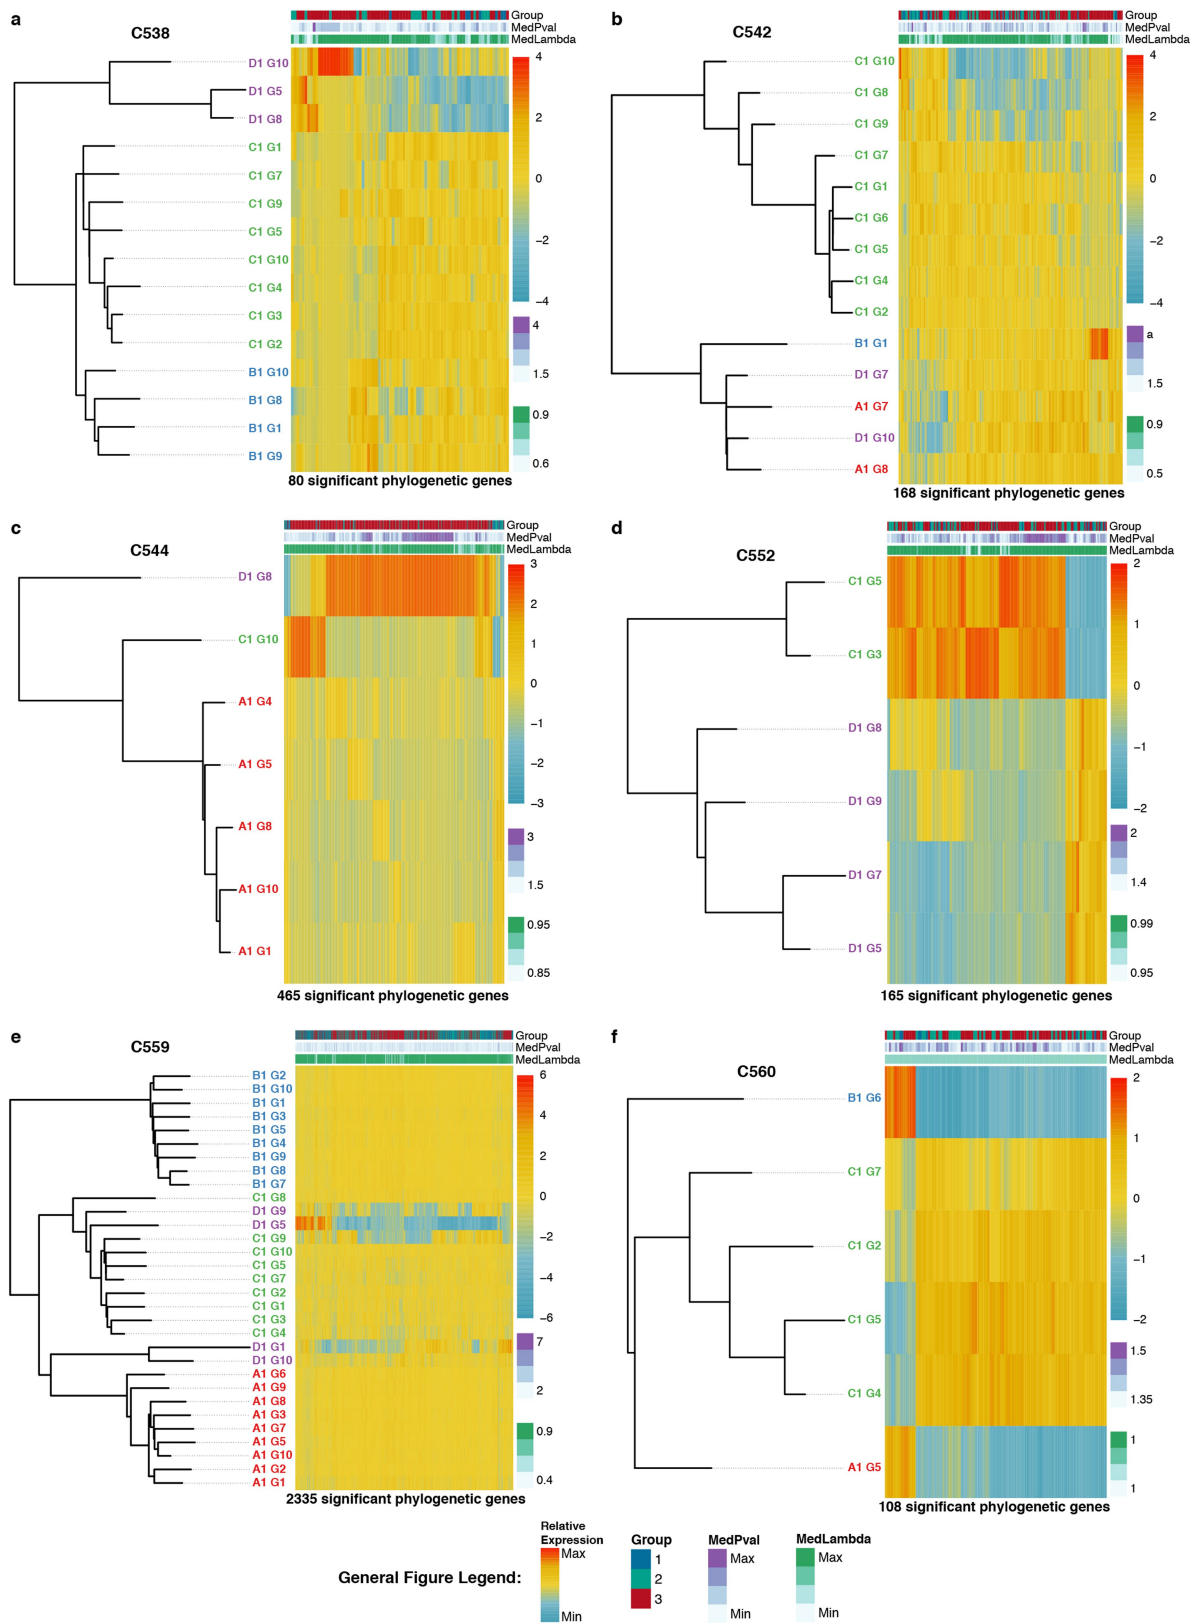 a
C538
Group
MedPval
MedLambda
D1 G10
D1 G5
D1 G8
C1 G1
C1 G7
C1 G9
C1 G5
C1 G10
C1 G4
C1 G3
C1 G2
B1 G10
B1 G8
B1 G1
B1 G9
4
2
0
−2
−4
4
1.5
0.9
0.6
80 significant phylogenetic genes
b
C542
Group
MedPval
MedLambda
C1 G10
C1 G8
C1 G9
C1 G7
C1 G1
C1 G6
C1 G5
C1 G4
C1 G2
B1 G1
D1 G7
A1 G7
D1 G10
A1 G8
4
2
0
−2
−4
a
1.5
0.9
0.5
168 significant phylogenetic genes
c
C544
Group
MedPval
MedLambda
D1 G8
C1 G10
A1 G4
A1 G5
A1 G8
A1 G10
A1 G1
3
2
1
0
−1
−2
−3
3
1.5
0.95
0.85
465 significant phylogenetic genes
d
C552
Group
MedPval
MedLambda
C1 G5
C1 G3
D1 G8
D1 G9
D1 G7
D1 G5
2
1
0
−1
−2
2
1.4
0.99
0.95
165 significant phylogenetic genes
e
C559
Group
MedPval
MedLambda
B1 G2
B1 G10
B1 G1
B1 G3
B1 G5
B1 G4
B1 G9
B1 G8
B1 G7
C1 G8
D1 G9
D1 G5
C1 G9
C1 G10
C1 G5
C1 G7
C1 G2
C1 G1
C1 G3
C1 G4
D1 G1
D1 G10
A1 G6
A1 G9
A1 G8
A1 G3
A1 G7
A1 G5
A1 G10
A1 G2
A1 G1
6
4
2
0
−2
−4
−6
7
2
0.9
0.4
2335 significant phylogenetic genes
f
C560
Group
MedPval
MedLambda
B1 G6
C1 G7
C1 G2
C1 G5
C1 G4
A1 G5
2
1
0
−1
−2
1.5
1.35
1
1
108 significant phylogenetic genes
General Figure Legend:
Relative
Expression
Max
Min
Group
1
2
3
MedPval
Max
Min
MedLambda
Max
Min